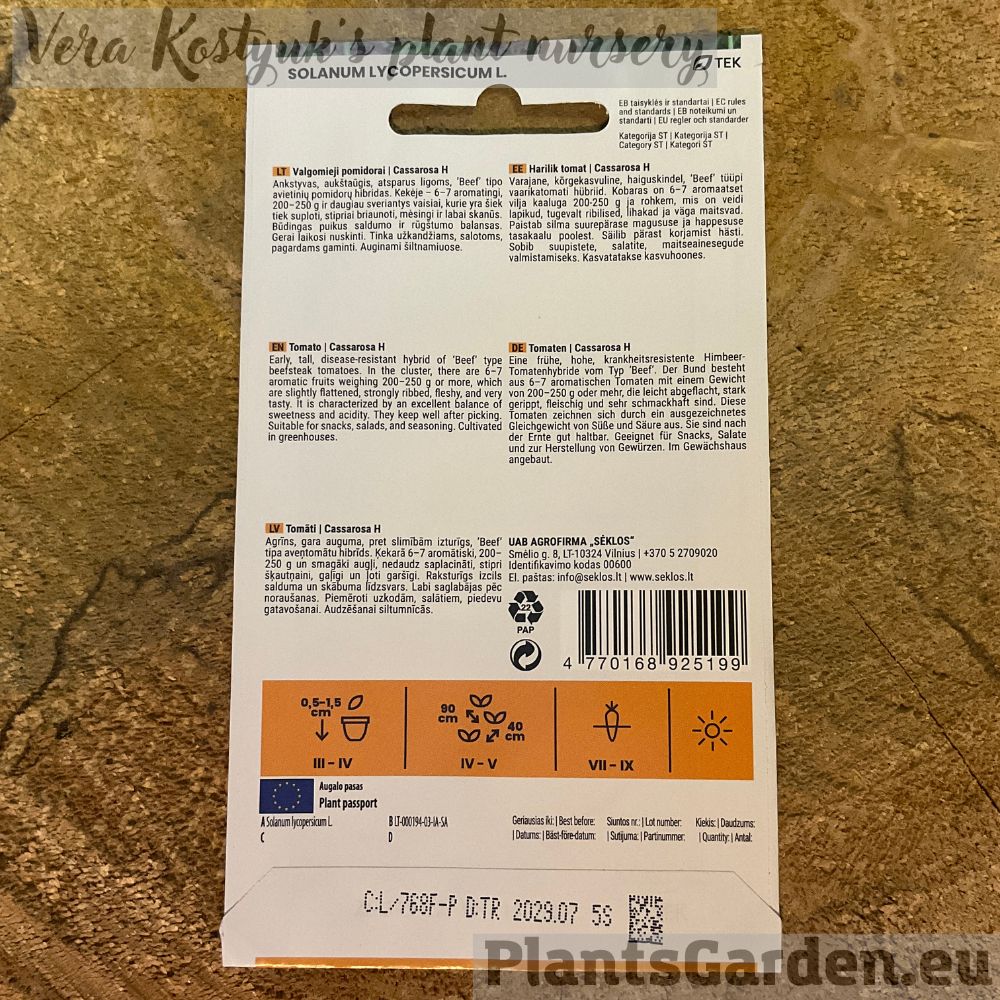 Vera Kostyuk's plant nursery
SOLANUM LYCOPERSICUM L.
TEK
EB taisyklės ir standartai | EC rules
and standards | EB noteikumi un
standarti | EU regler och standarder
Kategorija ST | Kategorija ST |
Category ST | Kategori ST
LT Valgomieji pomidorai | Cassarosa H
Ankstyvas, aukštaūgis, atsparus ligoms, 'Beef' tipo
avietinių pomidorų hibridas. Kekėje – 6–7 aromatingi,
200–250 g ir daugiau sveriantys vaisiai, kurie yra šiek
tiek suploti, stipriai briaunoti, mėsingi ir labai skanūs.
Būdingas puikus saldumo ir rūgštumo balansas.
Gerai laikosi nuskinti. Tinka užkandžiams, salotoms,
pagardams gaminti. Auginami šiltnamiuose.
EE Harilik tomat | Cassarosa H
Varajane, kõrgekasvuline, haiguskindel, 'Beef' tüüpi
vaarikatomati hübriid. Kobaras on 6–7 aromaatset
vilja kaaluga 200-250 g ja rohkem, mis on veidi
lapikud, tugevalt ribilised, lihakad ja väga maitsvad.
Paistab silma suurepärase magususe ja happesuse
tasakaalu poolest. Säilib pärast korjamist hästi.
Sobib suupistete, salatite, maitseainesegude
valmistamiseks. Kasvatatakse kasvuhoones.
EN Tomato | Cassarosa H
Early, tall, disease-resistant hybrid of 'Beef' type
beefsteak tomatoes. In the cluster, there are 6–7
aromatic fruits weighing 200–250 g or more, which
are slightly flattened, strongly ribbed, fleshy, and very
tasty. It is characterized by an excellent balance of
sweetness and acidity. They keep well after picking.
Suitable for snacks, salads, and seasoning. Cultivated
in greenhouses.
DE Tomaten | Cassarosa H
Eine frühe, hohe, krankheitsresistente Himbeer-
Tomatenhybride vom Typ 'Beef'. Der Bund besteht
aus 6–7 aromatischen Tomaten mit einem Gewicht
von 200–250 g oder mehr, die leicht abgeflacht, stark
gerippt, fleischig und sehr schmackhaft sind. Diese
Tomaten zeichnen sich durch ein ausgezeichnetes
Gleichgewicht von Süße und Säure aus. Sie sind nach
der Ernte gut haltbar. Geeignet für Snacks, Salate
und zur Herstellung von Gewürzen. Im Gewächshaus
angebaut.
LV Tomāti | Cassarosa H
Agrīns, gara auguma, pret slimībām izturīgs, 'Beef'
tipa aveņtomātu hibrīds. Ķekarā 6–7 aromātiski, 200–
250 g un smagāki augļi, nedaudz saplacināti, stipri
šķautņaini, gaļīgi un ļoti garšīgi. Raksturīgs izcils
salduma un skābuma līdzsvars. Labi saglabājas pēc
noraušanas. Piemēroti uzkodām, salātiem, piedevu
gatavošanai. Audzēšanai siltumnīcās.
UAB AGROFIRMA „SĖKLOS“
Smėlio g. 8, LT-10324 Vilnius | +370 5 2709020
Identifikavimo kodas 00600
El. paštas: info@seklos.lt | www.seklos.lt
22
PAP
4 770168 925199
0,5–1,5
cm
III – IV
90
cm
40
cm
IV – V
VII – IX
Augalo pasas
Plant passport
A Solanum lycopersicum L.
B LT-000194-03-IA-SA
C
D
Geriausias iki: | Best before:
| Datums: | Bäst-före-datum:
Siuntos nr.: | Lot number:
| Sutijuma: | Partinummer:
Kiekis: | Daudzums:
| Quantity: | Antal:
C:L/768F-P D:TR 2029.07 5S
PlantsGarden.eu